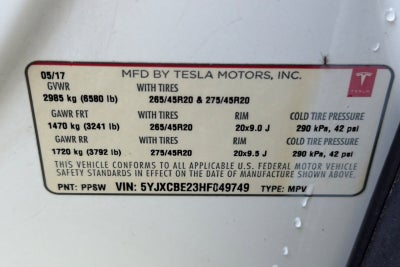 05/17 MFD BY TESLA MOTORS, INC.
GVWR WITH TIRES
2985 kg (6580 lb) 265/45R20 & 275/45R20
TESLA
GAWR FRT WITH TIRES RIM COLD TIRE PRESSURE
1470 kg (3241 lb) 265/45R20 20x9.0 J 290 kPa, 42 psi
GAWR RR WITH TIRES RIM COLD TIRE PRESSURE
1720 kg (3792 lb) 275/45R20 20x9.5 J 290 kPa, 42 psi
THIS VEHICLE CONFORMS TO ALL APPLICABLE U.S. FEDERAL MOTOR VEHICLE
SAFETY STANDARDS IN EFFECT ON THE DATE OF MANUFACTURE SHOWN ABOVE.
PNT: PPSW VIN: 5YJXCBE23HF049749 TYPE: MPV